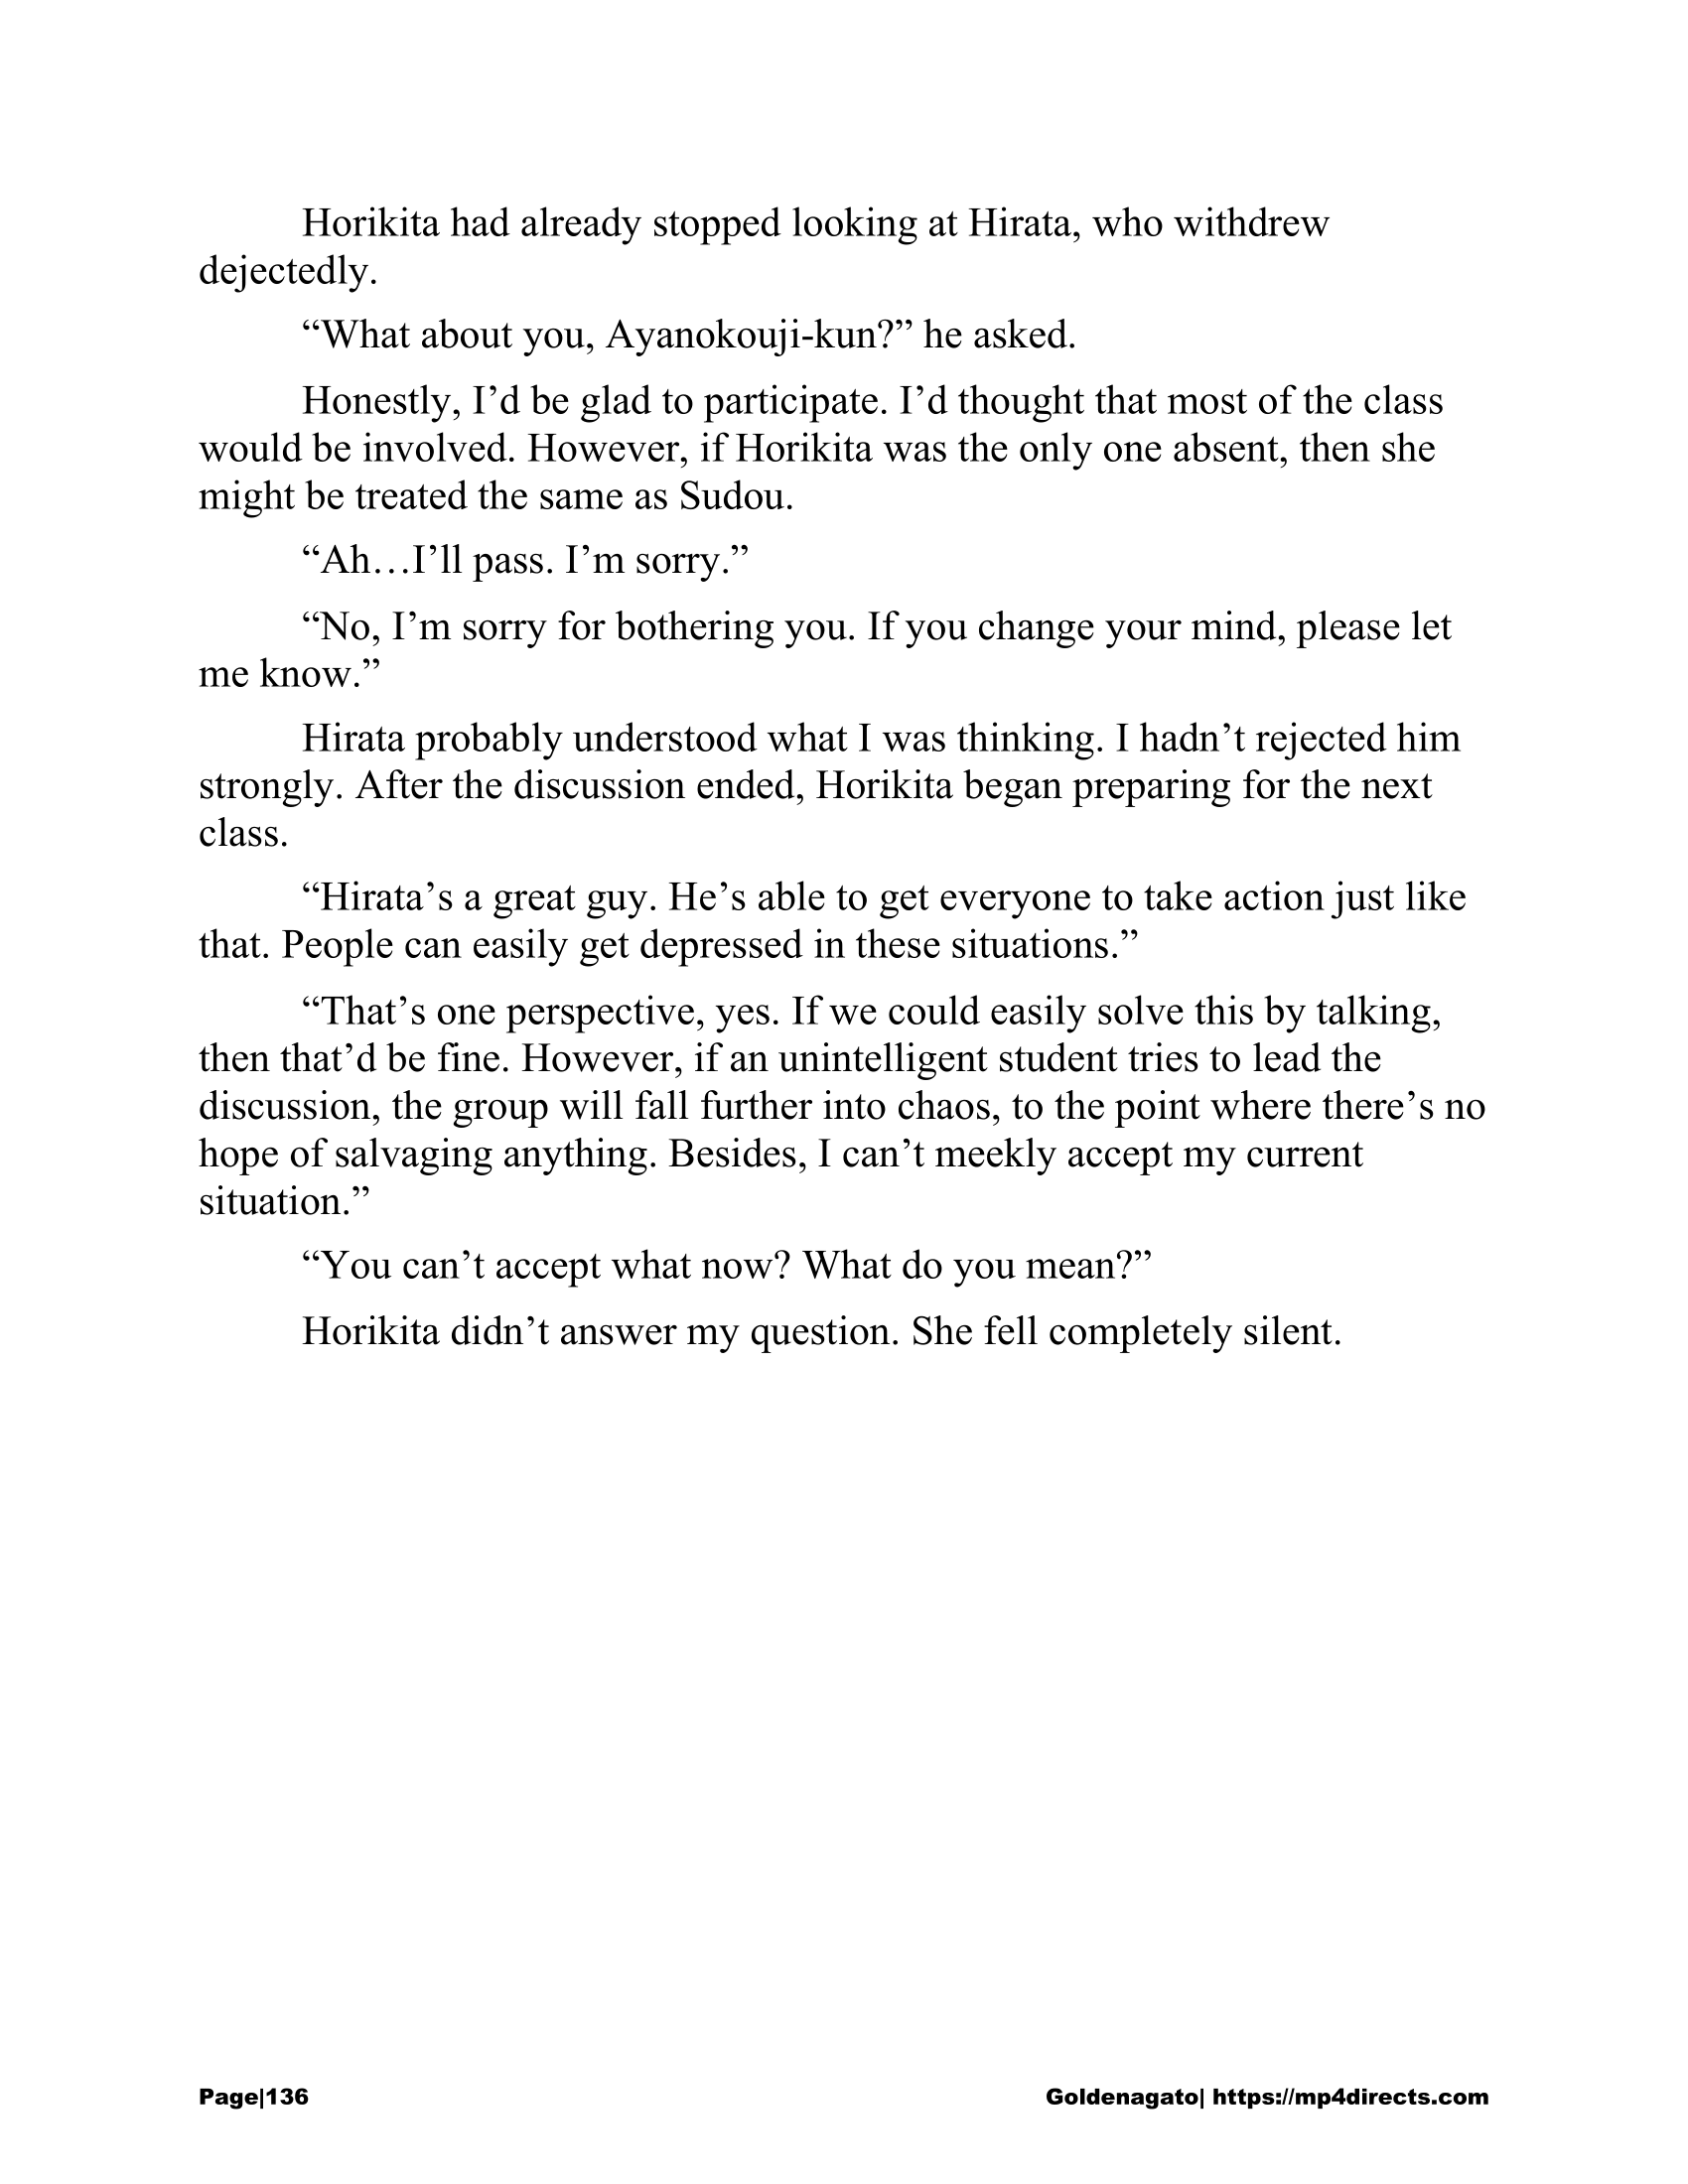 Horikita had already stopped looking at Hirata, who withdrew
dejectedly.
“What about you, Ayanokouji-kun?” he asked.
Honestly, I’d be glad to participate. I’d thought that most of the class
would be involved. However, if Horikita was the only one absent, then she
might be treated the same as Sudou.
“Ah…I’ll pass. I’m sorry.”
“No, I’m sorry for bothering you. If you change your mind, please let
me know.”
Hirata probably understood what I was thinking. I hadn’t rejected him
strongly. After the discussion ended, Horikita began preparing for the next
class.
“Hirata’s a great guy. He’s able to get everyone to take action just like
that. People can easily get depressed in these situations.”
“That’s one perspective, yes. If we could easily solve this by talking,
then that’d be fine. However, if an unintelligent student tries to lead the
discussion, the group will fall further into chaos, to the point where there’s no
hope of salvaging anything. Besides, I can’t meekly accept my current
situation.”
“You can’t accept what now? What do you mean?”
Horikita didn’t answer my question. She fell completely silent.
Page|136 Goldenagato| https://mp4directs.com